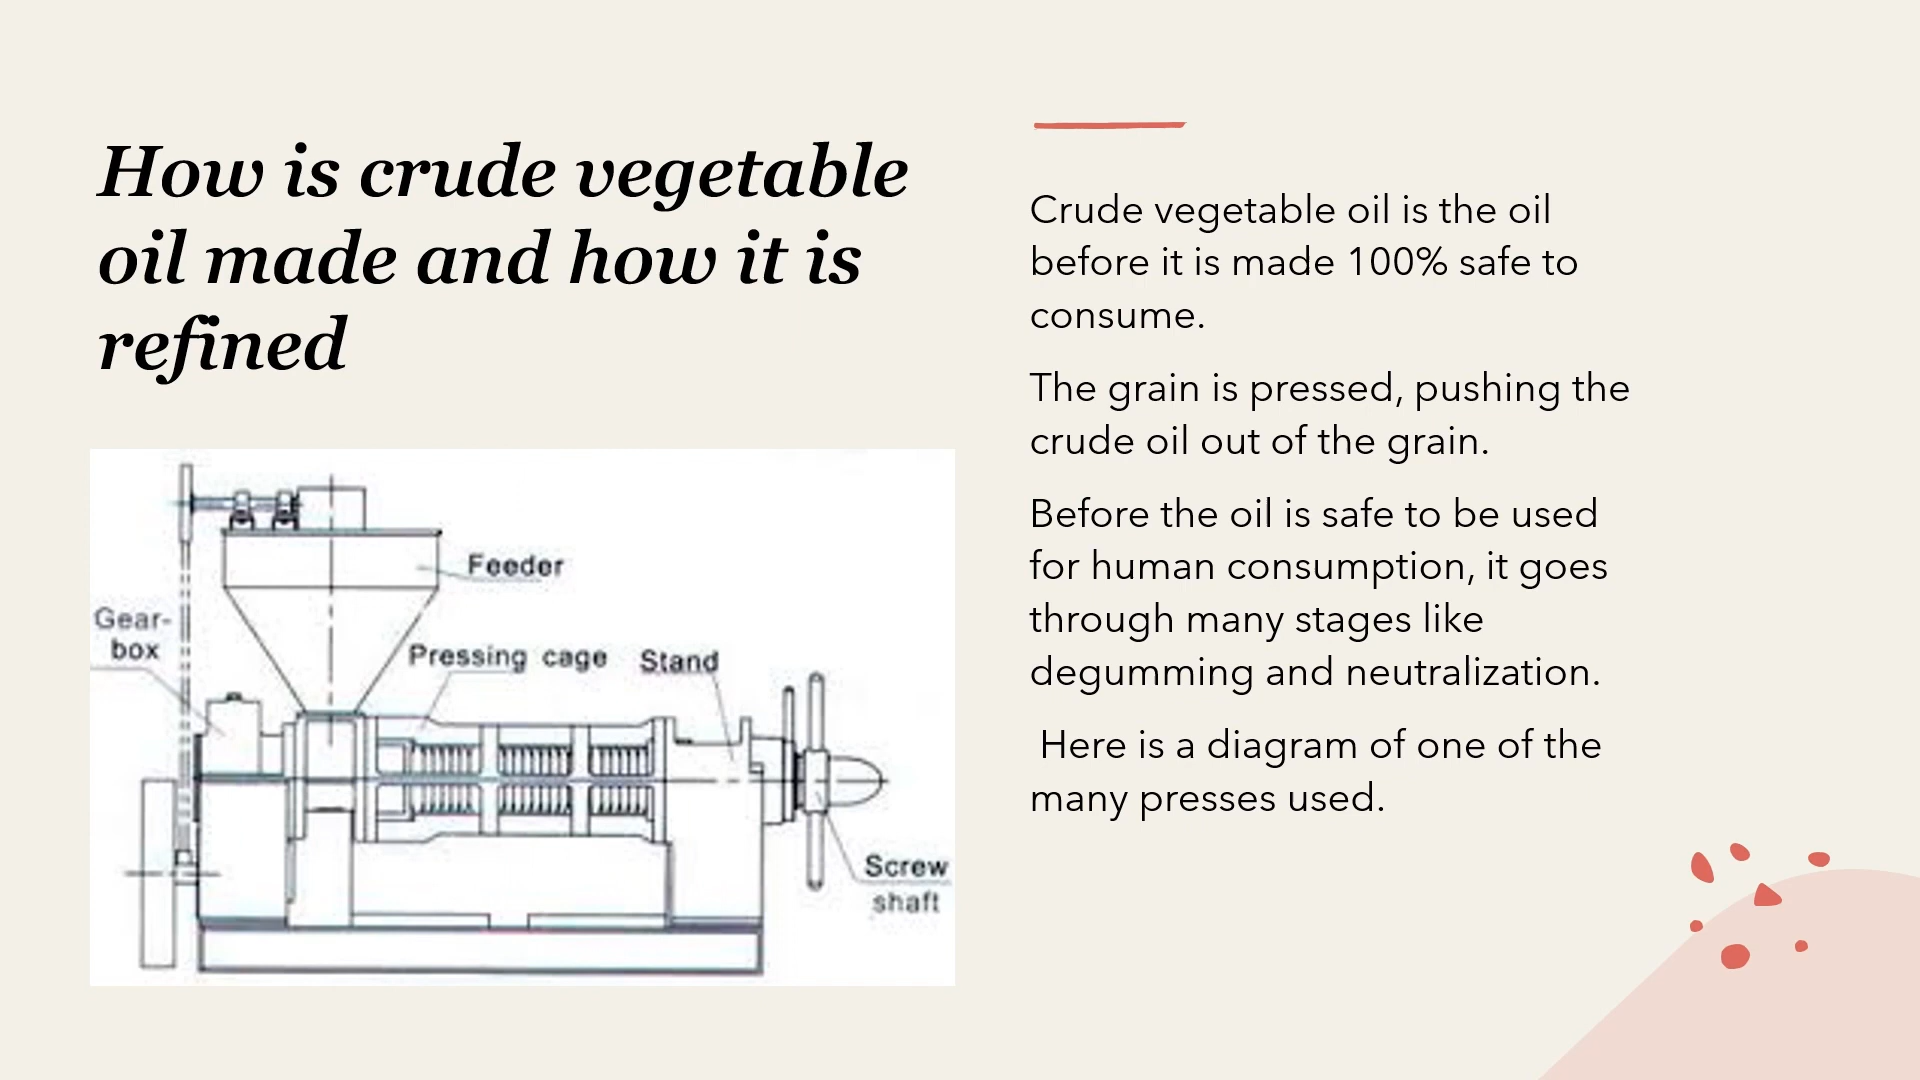 How is crude vegetable
oil made and how it is
refined
Crude vegetable oil is the oil
before it is made 100% safe to
consume.
The grain is pressed, pushing the
crude oil out of the grain.
Before the oil is safe to be used
for human consumption, it goes
through many stages like
degumming and neutralization.
Here is a diagram of one of the
many presses used.
Feeder
Gear-
box
Pressing cage
Stand
Screw
shaft